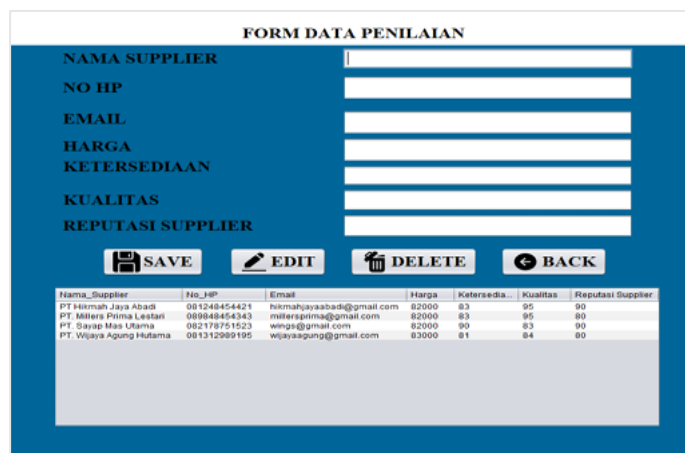 FORM DATA PENILAIAN
NAMA SUPPLIER
NO HP
EMAIL
HARGA
KETERSEDIAAN
KUALITAS
REPUTASI SUPPLIER
SAVE EDIT DELETE BACK
Nama_Supplier No_HP Email Harga Ketersedia... Kualitas Reputasi Supplier
PT Hikmah Jaya Abadi 081248454421 hikmahjayaabadi@gmail.com 82000 83 95 90
PT. Millers Prima Lestari 089848454343 millersprima@gmail.com 82000 83 95 80
PT. Sayap Mas Utama 082178751523 wings@gmail.com 82000 90 83 90
PT. Wijaya Agung Hutama 081312989195 wijayaagung@gmail.com 83000 81 84 80